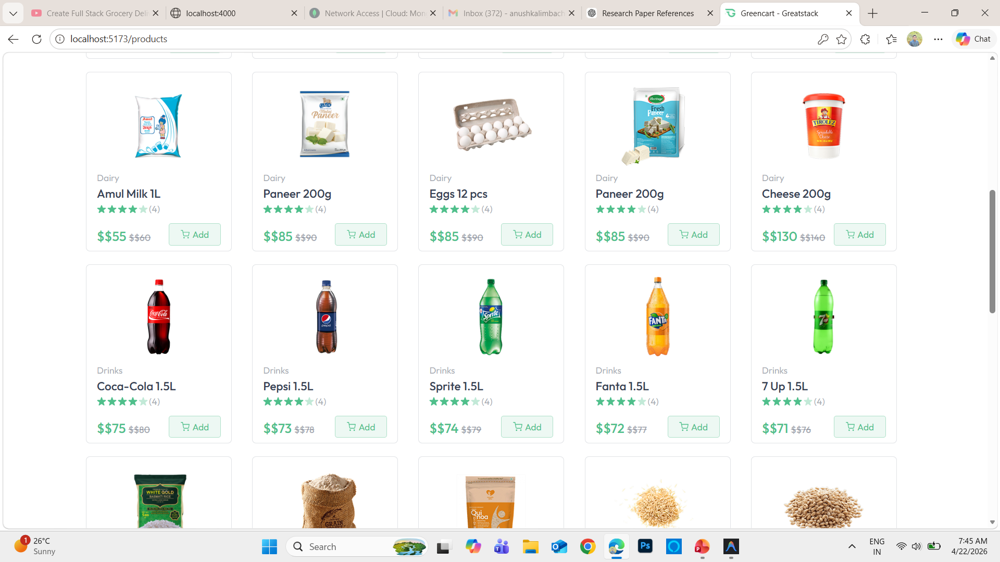 Create Full Stack Grocery Deli
localhost:4000
Network Access | Cloud: Mon
Inbox (372) - anushkalimbach
Research Paper References
Greencart - Greatstack
localhost:5173/products
Chat
Amul
GAIA
Malai
Paneer
Heritage
Fresh
Paneer
TIROLEZ
Spreadable
Cheese
Dairy
Amul Milk 1L
(4)
$$55 $$60
Add
Dairy
Paneer 200g
(4)
$$85 $$90
Add
Dairy
Eggs 12 pcs
(4)
$$85 $$90
Add
Dairy
Paneer 200g
(4)
$$85 $$90
Add
Dairy
Cheese 200g
(4)
$$130 $$140
Add
Coca-Cola
pepsi
Sprite
FANTA
7up
Drinks
Coca-Cola 1.5L
(4)
$$75 $$80
Add
Drinks
Pepsi 1.5L
(4)
$$73 $$78
Add
Drinks
Sprite 1.5L
(4)
$$74 $$79
Add
Drinks
Fanta 1.5L
(4)
$$72 $$77
Add
Drinks
7 Up 1.5L
(4)
$$71 $$76
Add
WHITE GOLD
BASMATI RICE
GRAIN
Qui
noa
1
26°C
Sunny
Search
Ps
ENG
IN
7:45 AM
4/22/2026